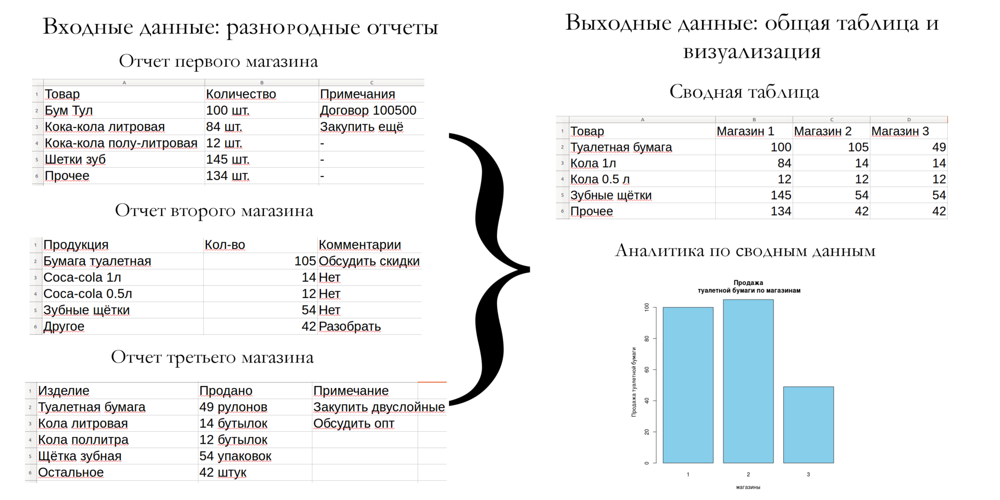 Входные данные: разнородные отчеты
Отчет первого магазина
A B C
1 Товар Количество Примечания
2 Бум Тул 100 шт. Договор 100500
3 Кока-кола литровая 84 шт. Закупить ещё
4 Кока-кола полу-литровая 12 шт. -
5 Шетки зуб 145 шт. -
6 Прочее 134 шт. -
Отчет второго магазина
1 Продукция Кол-во Комментарии
2 Бумага туалетная 105 Обсудить скидки
3 Coca-cola 1л 14 Нет
4 Coca-cola 0.5л 12 Нет
5 Зубные щётки 54 Нет
6 Другое 42 Разобрать
Отчет третьего магазина
1 Изделие Продано Примечание
2 Туалетная бумага 49 рулонов Закупить двуслойные
3 Кола литровая 14 бутылок Обсудить опт
4 Кола поллитра 12 бутылок
5 Щётка зубная 54 упаковок
6 Остальное 42 штук
Выходные данные: общая таблица и
визуализация
Сводная таблица
A B C D
1 Товар Магазин 1 Магазин 2 Магазин 3
2 Туалетная бумага 100 105 49
3 Кола 1л 84 14 14
4 Кола 0.5 л 12 12 12
5 Зубные щётки 145 54 54
6 Прочее 134 42 42
Аналитика по сводным данным
Продажа
туалетной бумаги по магазинам
Продажа туалетной бумаги
100
80
60
40
20
0
1 2 3
магазины